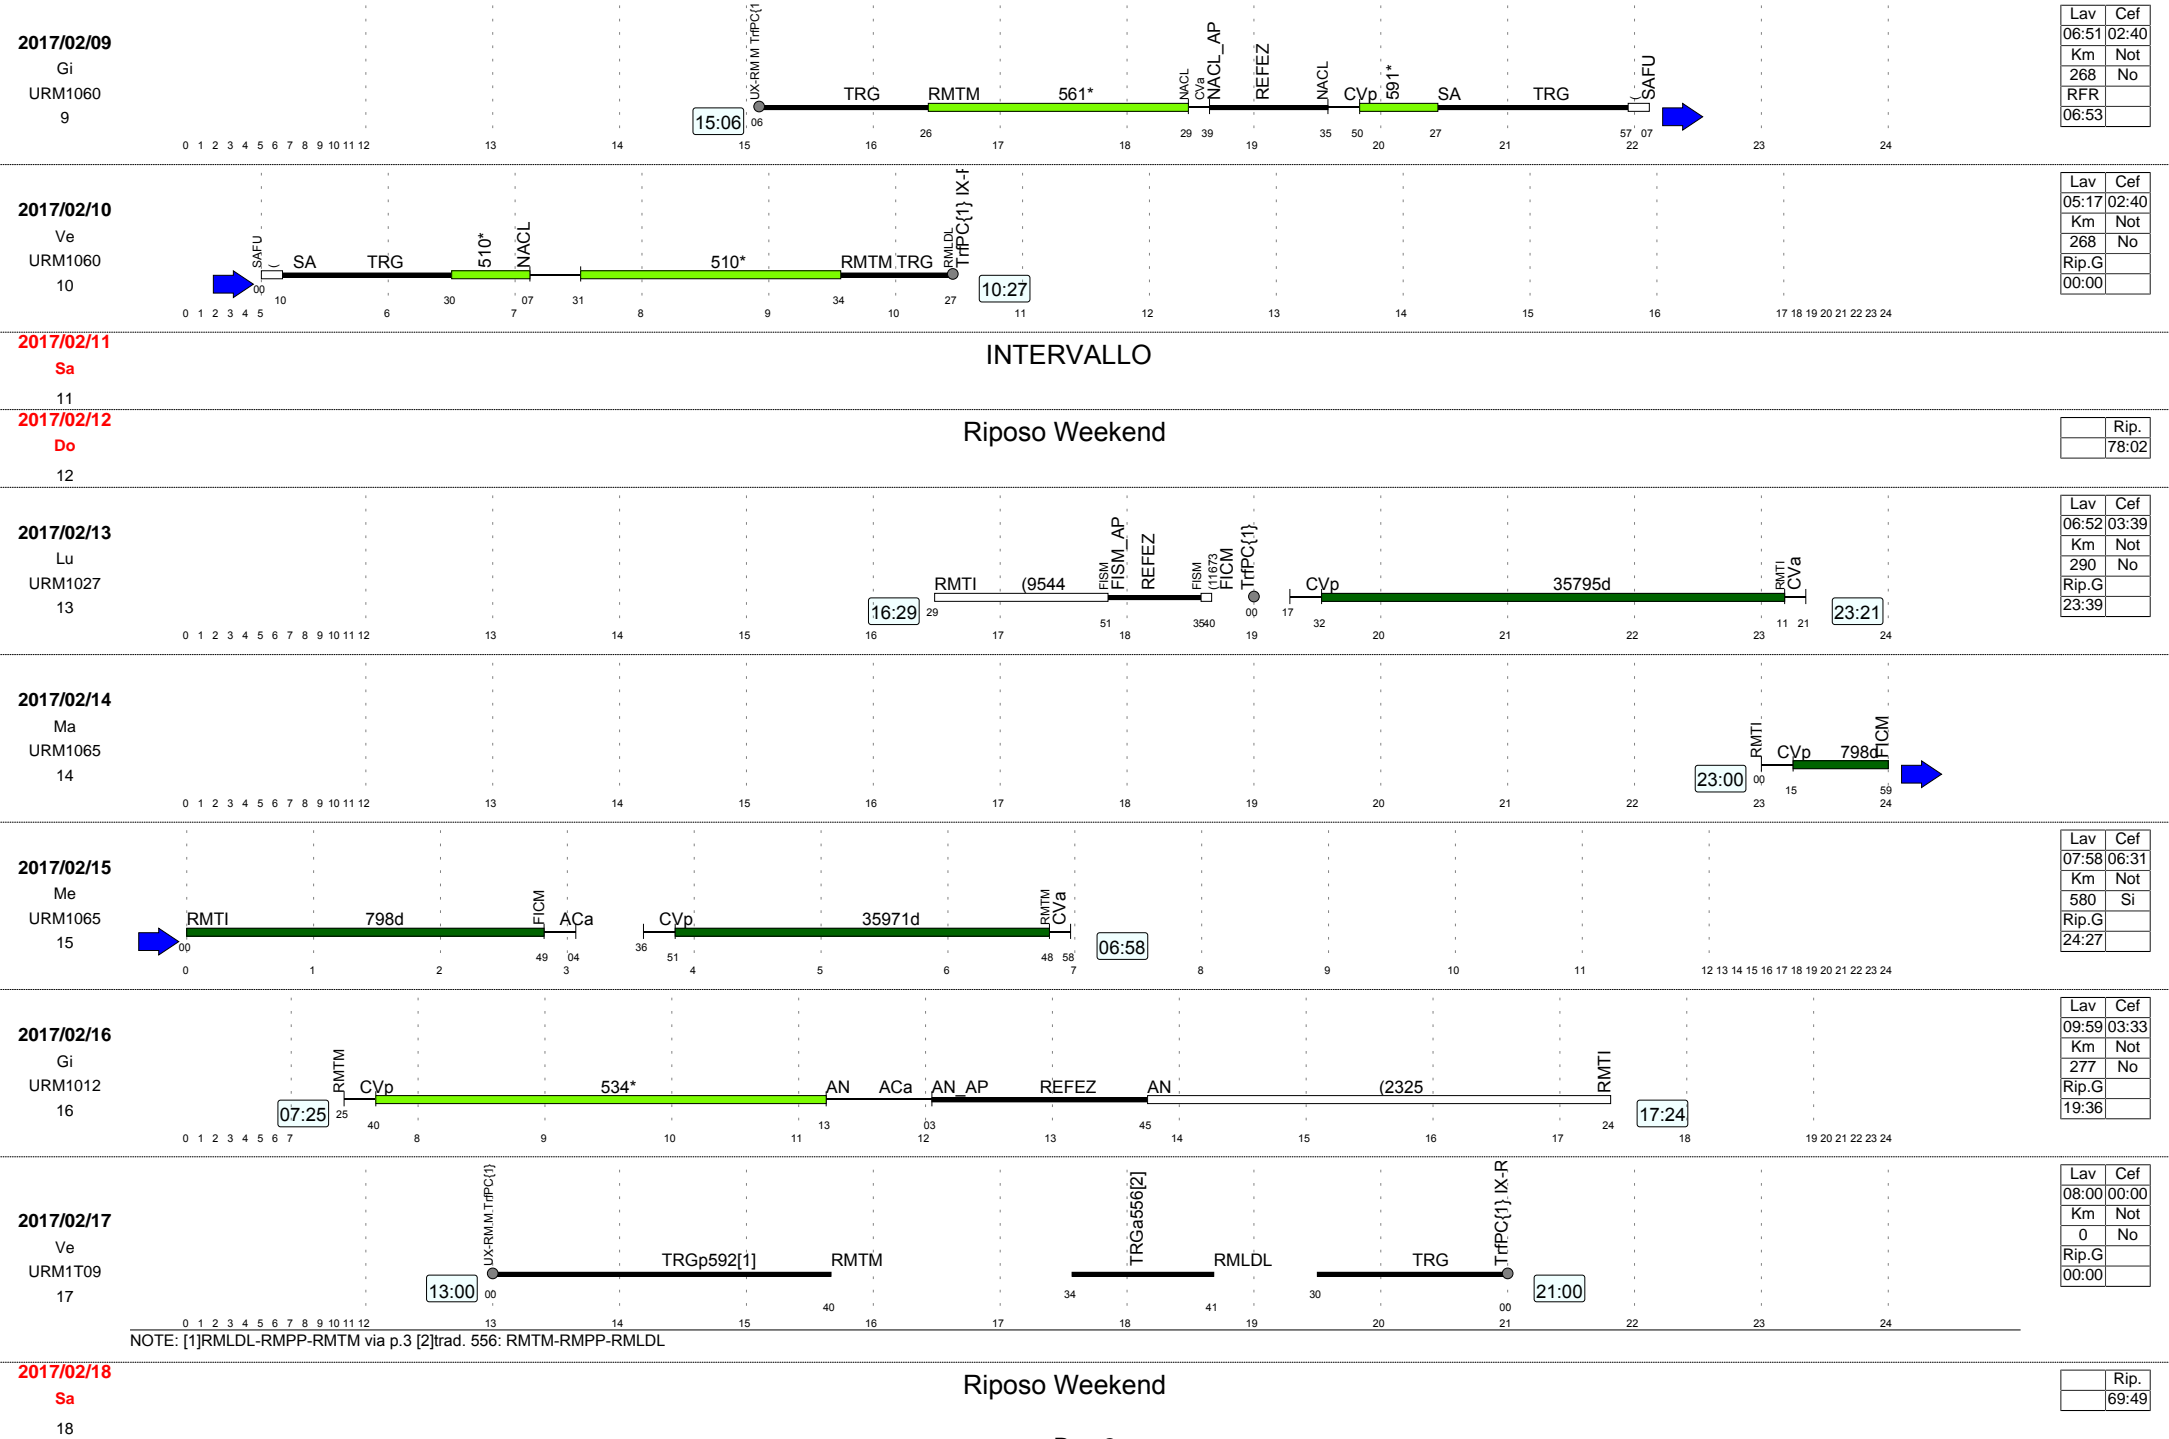 2017/02/09
Gi
URM1060
9
15:06
UX-RM M TrfPC{1
TRG
RMTM
561*
NACL
CVa
NACL_AP
REFEZ
NACL
CVp
591*
SA
TRG
(
SAFU
06 26 29 39 35 50 27 57 07
0 1 2 3 4 5 6 7 8 9 10 11 12 13 14 15 16 17 18 19 20 21 22 23 24
Lav Cef
06:51 02:40
Km Not
268 No
RFR
06:53
2017/02/10
Ve
URM1060
10
SAFU
(
SA
TRG
510*
NACL
510*
RMTM TRG
RMLDL
TrfPC{1} IX-F
10:27
00 10 30 07 31 34 27
0 1 2 3 4 5 6 7 8 9 10 11 12 13 14 15 16 17 18 19 20 21 22 23 24
Lav Cef
05:17 02:40
Km Not
268 No
Rip.G
00:00
2017/02/11
Sa
11
INTERVALLO
2017/02/12
Do
12
Riposo Weekend
Rip.
78:02
2017/02/13
Lu
URM1027
13
16:29
RMTI
(9544
FISM
FISM_AP
REFEZ
FISM
(11673
FICM
TrfPC{1}
CVp
35795d
RMTI
CVa
23:21
29 51 35 40 00 17 32 11 21
0 1 2 3 4 5 6 7 8 9 10 11 12 13 14 15 16 17 18 19 20 21 22 23 24
Lav Cef
06:52 03:39
Km Not
290 No
Rip.G
23:39
2017/02/14
Ma
URM1065
14
23:00
RMTI
CVp
798d
FICM
00 15 59
0 1 2 3 4 5 6 7 8 9 10 11 12 13 14 15 16 17 18 19 20 21 22 23 24
2017/02/15
Me
URM1065
15
RMTI
798d
FICM
ACa
CVp
35971d
RMTM
CVa
06:58
00 49 04 36 51 48 58
0 1 2 3 4 5 6 7 8 9 10 11 12 13 14 15 16 17 18 19 20 21 22 23 24
Lav Cef
07:58 06:31
Km Not
580 Si
Rip.G
24:27
2017/02/16
Gi
URM1012
16
07:25
RMTM
CVp
534*
AN
ACa
AN_AP
REFEZ
AN
(2325
RMTI
17:24
25 40 13 03 45 24
0 1 2 3 4 5 6 7 8 9 10 11 12 13 14 15 16 17 18 19 20 21 22 23 24
Lav Cef
09:59 03:33
Km Not
277 No
Rip.G
19:36
2017/02/17
Ve
URM1T09
17
13:00
UX-RM.M.TrfPC{1}
TRGp592[1]
RMTM
TRGa556[2]
RMLDL
TRG
TrfPC{1} IX-R
21:00
00 40 34 41 30 00
0 1 2 3 4 5 6 7 8 9 10 11 12 13 14 15 16 17 18 19 20 21 22 23 24
Lav Cef
08:00 00:00
Km Not
0 No
Rip.G
00:00
NOTE: [1]RMLDL-RMPP-RMTM via p.3 [2]trad. 556: RMTM-RMPP-RMLDL
2017/02/18
Sa
18
Riposo Weekend
Rip.
69:49